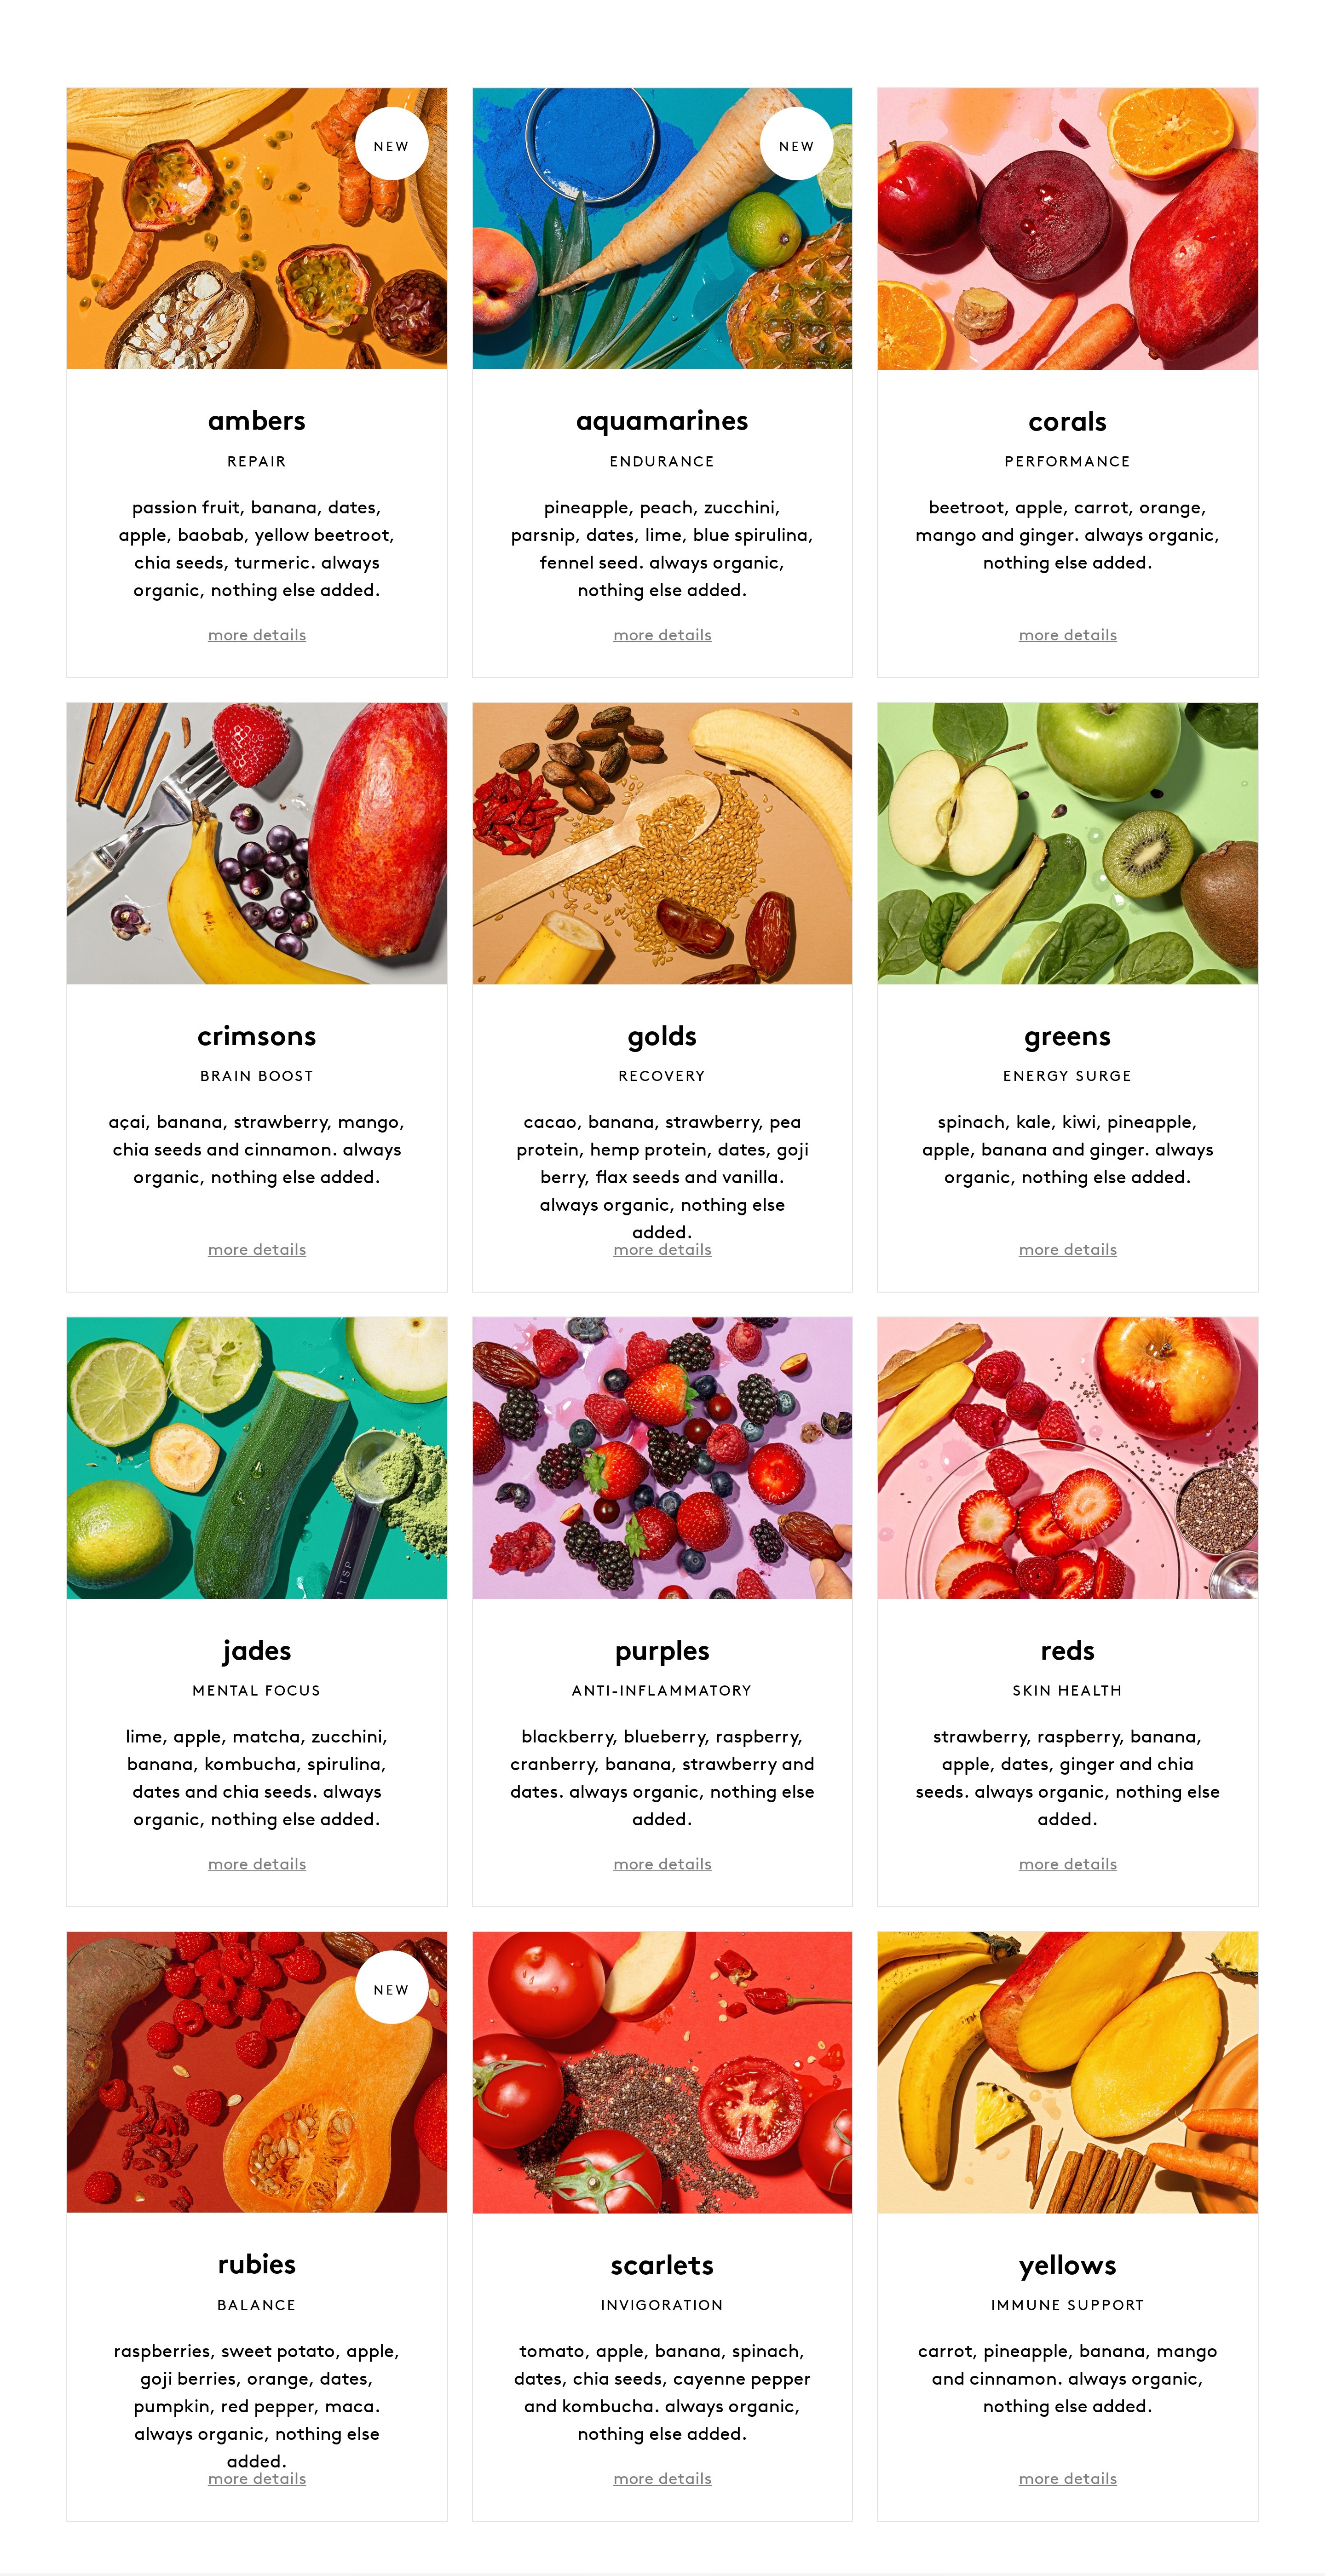 NEW
ambers
REPAIR
passion fruit, banana, dates,
apple, baobab, yellow beetroot,
chia seeds, turmeric. always
organic, nothing else added.
more details
NEW
aquamarines
ENDURANCE
pineapple, peach, zucchini,
parsnip, dates, lime, blue spirulina,
fennel seed. always organic,
nothing else added.
more details
corals
PERFORMANCE
beetroot, apple, carrot, orange,
mango and ginger. always organic,
nothing else added.
more details
crimsons
BRAIN BOOST
açai, banana, strawberry, mango,
chia seeds and cinnamon. always
organic, nothing else added.
more details
golds
RECOVERY
cacao, banana, strawberry, pea
protein, hemp protein, dates, goji
berry, flax seeds and vanilla.
always organic, nothing else
added.
more details
greens
ENERGY SURGE
spinach, kale, kiwi, pineapple,
apple, banana and ginger. always
organic, nothing else added.
more details
1 TSP
jades
MENTAL FOCUS
lime, apple, matcha, zucchini,
banana, kombucha, spirulina,
dates and chia seeds. always
organic, nothing else added.
more details
purples
ANTI-INFLAMMATORY
blackberry, blueberry, raspberry,
cranberry, banana, strawberry and
dates. always organic, nothing else
added.
more details
reds
SKIN HEALTH
strawberry, raspberry, banana,
apple, dates, ginger and chia
seeds. always organic, nothing else
added.
more details
NEW
rubies
BALANCE
raspberries, sweet potato, apple,
goji berries, orange, dates,
pumpkin, red pepper, maca.
always organic, nothing else
added.
more details
scarlets
INVIGORATION
tomato, apple, banana, spinach,
dates, chia seeds, cayenne pepper
and kombucha. always organic,
nothing else added.
more details
yellows
IMMUNE SUPPORT
carrot, pineapple, banana, mango
and cinnamon. always organic,
nothing else added.
more details